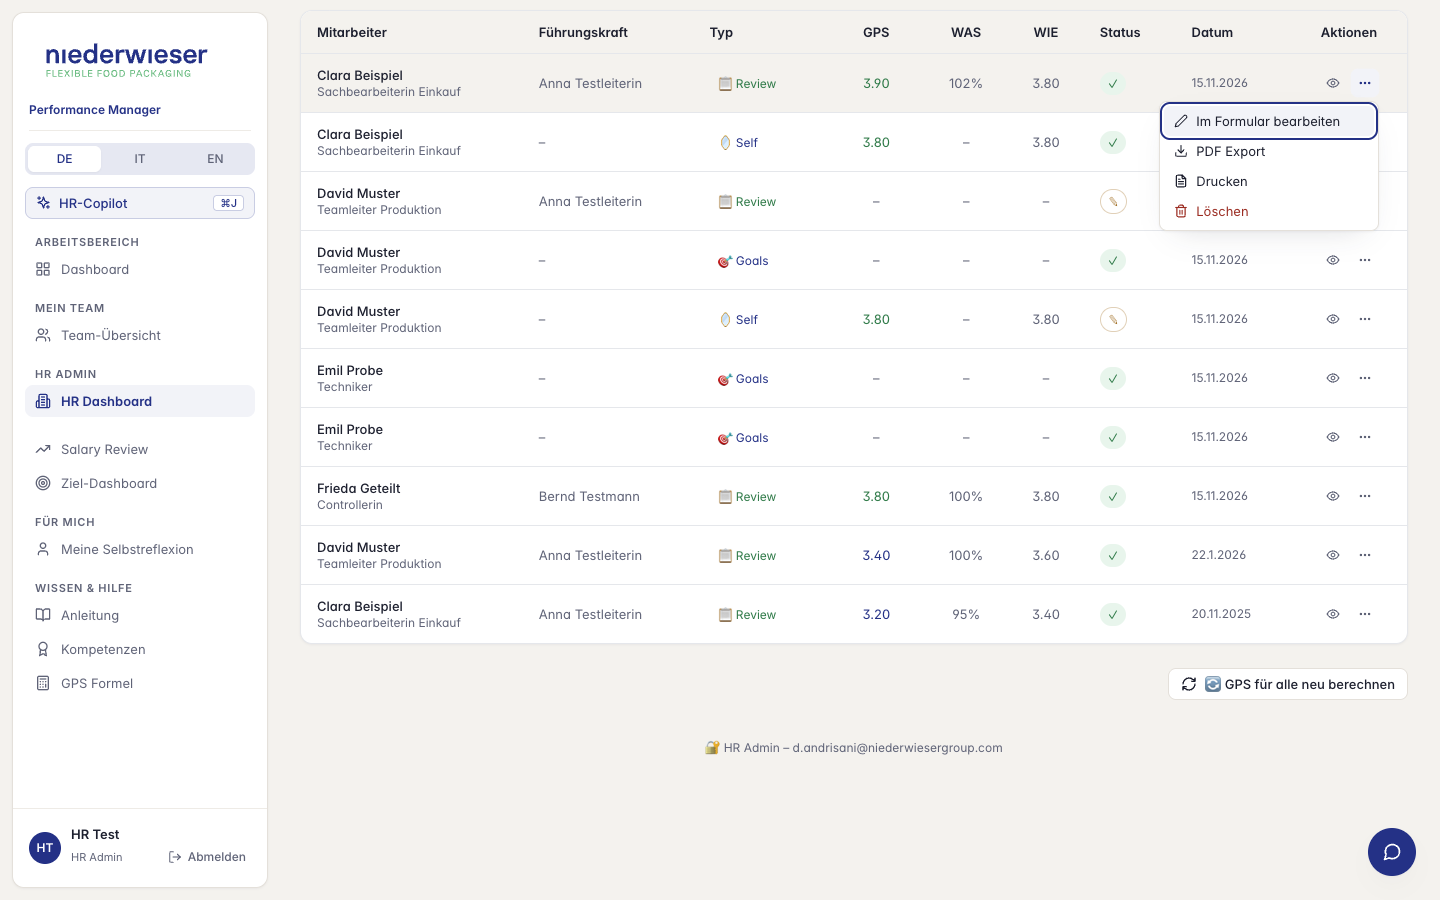 niederwieser
FLEXIBLE FOOD PACKAGING
Performance Manager
DE IT EN
HR-Copilot ⌘J
ARBEITSBEREICH
Dashboard
MEIN TEAM
Team-Übersicht
HR ADMIN
HR Dashboard
Salary Review
Ziel-Dashboard
FÜR MICH
Meine Selbstreflexion
WISSEN & HILFE
Anleitung
Kompetenzen
GPS Formel
HT
HR Test
HR Admin
Abmelden
Mitarbeiter Führungskraft Typ GPS WAS WIE Status Datum Aktionen
Clara Beispiel
Sachbearbeiterin Einkauf
Anna Testleiterin Review 3.90 102% 3.80 ✓ 15.11.2026
Clara Beispiel
Sachbearbeiterin Einkauf
– Self 3.80 – 3.80 ✓
David Muster
Teamleiter Produktion
Anna Testleiterin Review – – –
David Muster
Teamleiter Produktion
– Goals – – – ✓ 15.11.2026
David Muster
Teamleiter Produktion
– Self 3.80 – 3.80 15.11.2026
Emil Probe
Techniker
– Goals – – – ✓ 15.11.2026
Emil Probe
Techniker
– Goals – – – ✓ 15.11.2026
Frieda Geteilt
Controllerin
Bernd Testmann Review 3.80 100% 3.80 ✓ 15.11.2026
David Muster
Teamleiter Produktion
Anna Testleiterin Review 3.40 100% 3.60 ✓ 22.1.2026
Clara Beispiel
Sachbearbeiterin Einkauf
Anna Testleiterin Review 3.20 95% 3.40 ✓ 20.11.2025
Im Formular bearbeiten
PDF Export
Drucken
Löschen
GPS für alle neu berechnen
HR Admin – d.andrisani@niederwiesergroup.com